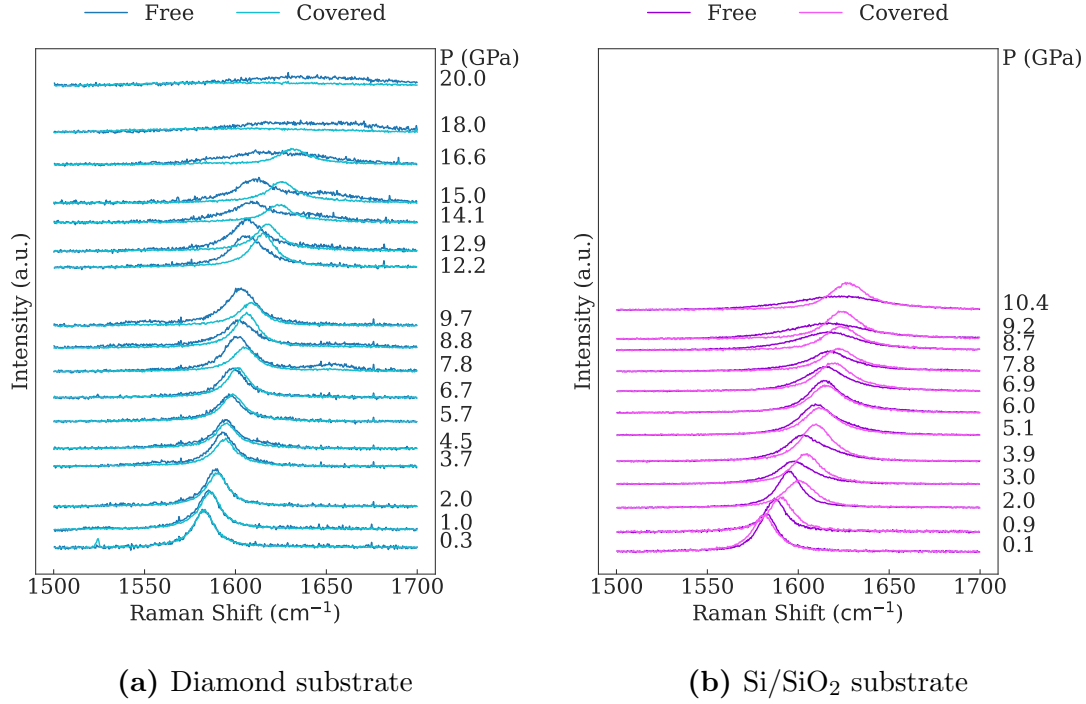 Free Covered
P (GPa)
20.0
18.0
16.6
15.0
14.1
12.9
12.2
9.7
8.8
7.8
6.7
5.7
4.5
3.7
2.0
1.0
0.3
Intensity (a.u.)
1500 1550 1600 1650 1700
Raman Shift (cm⁻¹)
(a) Diamond substrate
Free Covered
P (GPa)
10.4
9.2
8.7
7.8
6.9
6.0
5.1
3.9
3.0
2.0
0.9
0.1
Intensity (a.u.)
1500 1550 1600 1650 1700
Raman Shift (cm⁻¹)
(b) Si/SiO₂ substrate